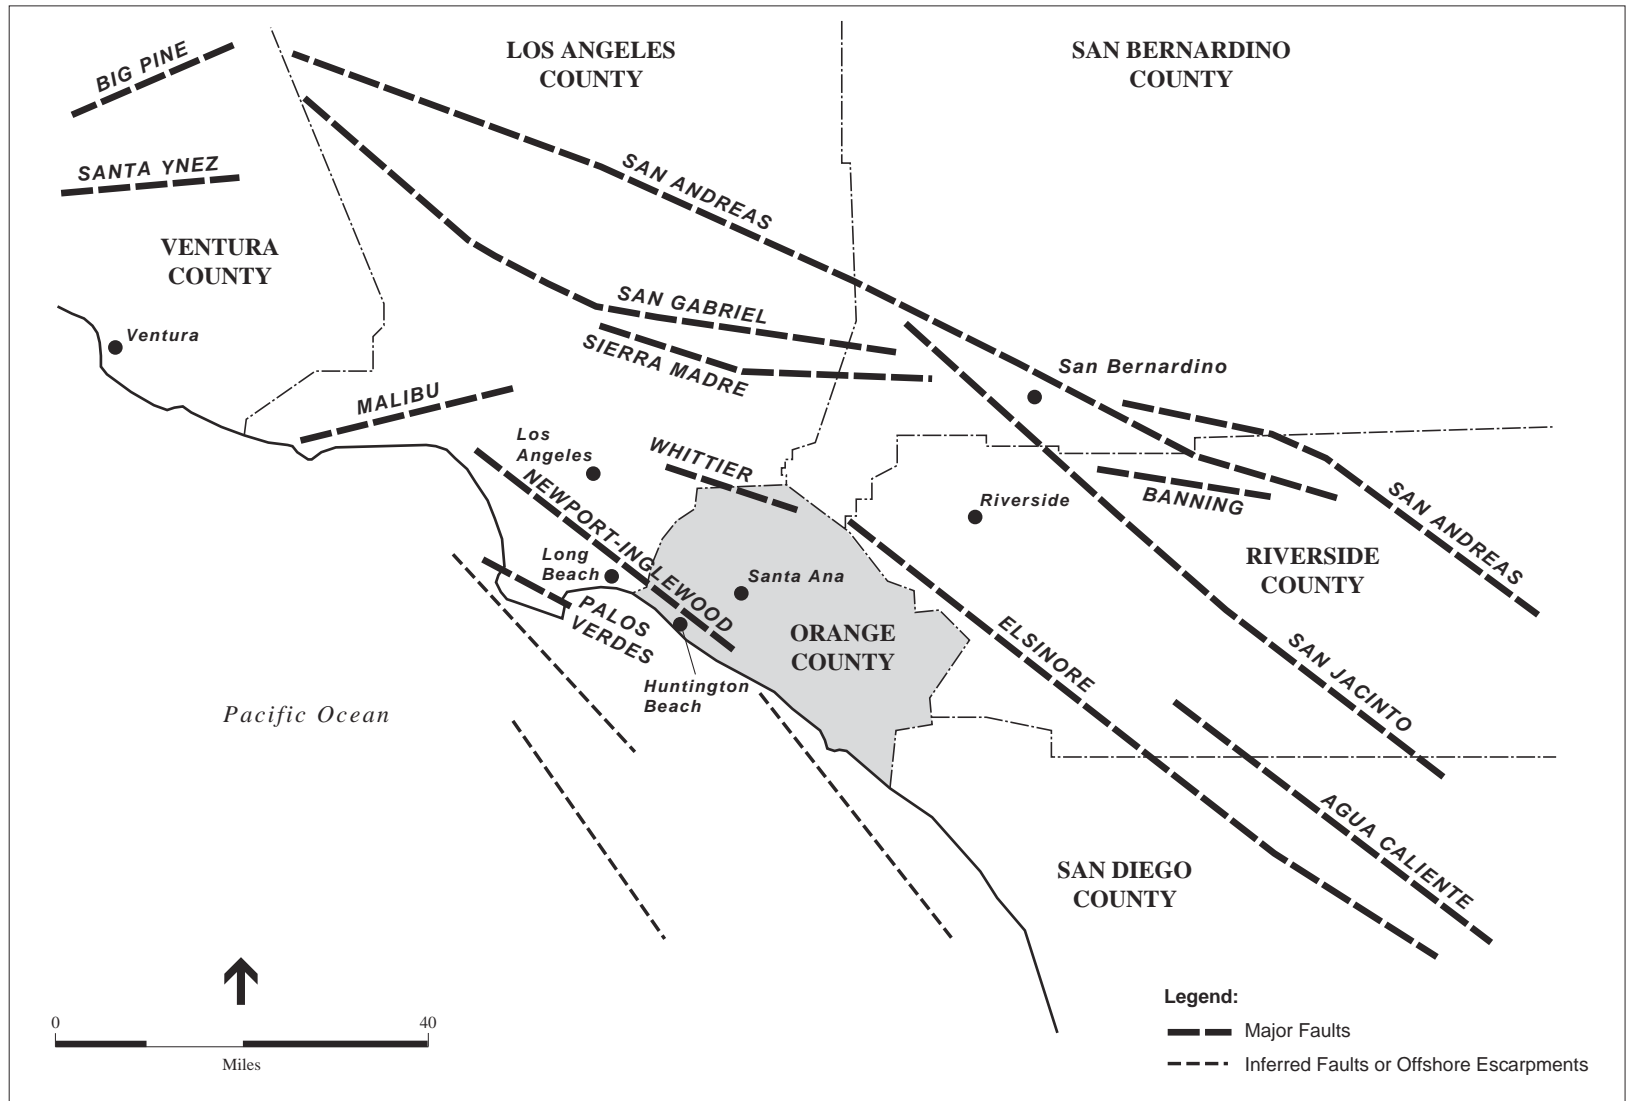 BIG PINE
LOS ANGELES
COUNTY
SAN BERNARDINO
COUNTY
SANTA YNEZ
SAN ANDREAS
VENTURA
COUNTY
SAN GABRIEL
Ventura
SIERRA MADRE
San Bernardino
MALIBU
Los
Angeles
WHITTIER
NEWPORT-INGLEWOOD
Riverside
BANNING
SAN ANDREAS
Long
Beach
Santa Ana
RIVERSIDE
COUNTY
PALOS
VERDES
ORANGE
COUNTY
ELSINORE
SAN JACINTO
Huntington
Beach
Pacific Ocean
AGUA CALIENTE
SAN DIEGO
COUNTY
Legend:
0
40
Miles
Major Faults
Inferred Faults or Offshore Escarpments